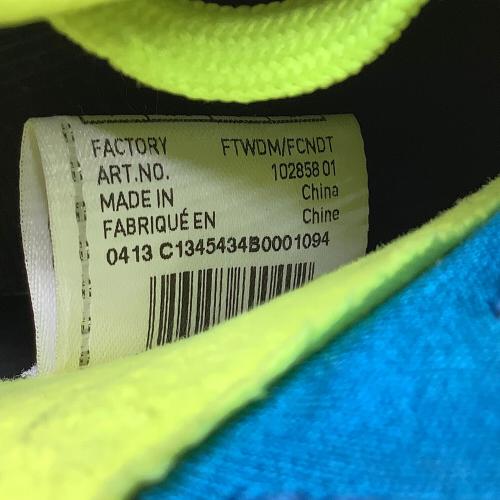 FACTORY FTWDM/FCNDT
ART.NO. 102858 01
MADE IN China
FABRIQUÉ EN Chine
0413 C1345434B0001094